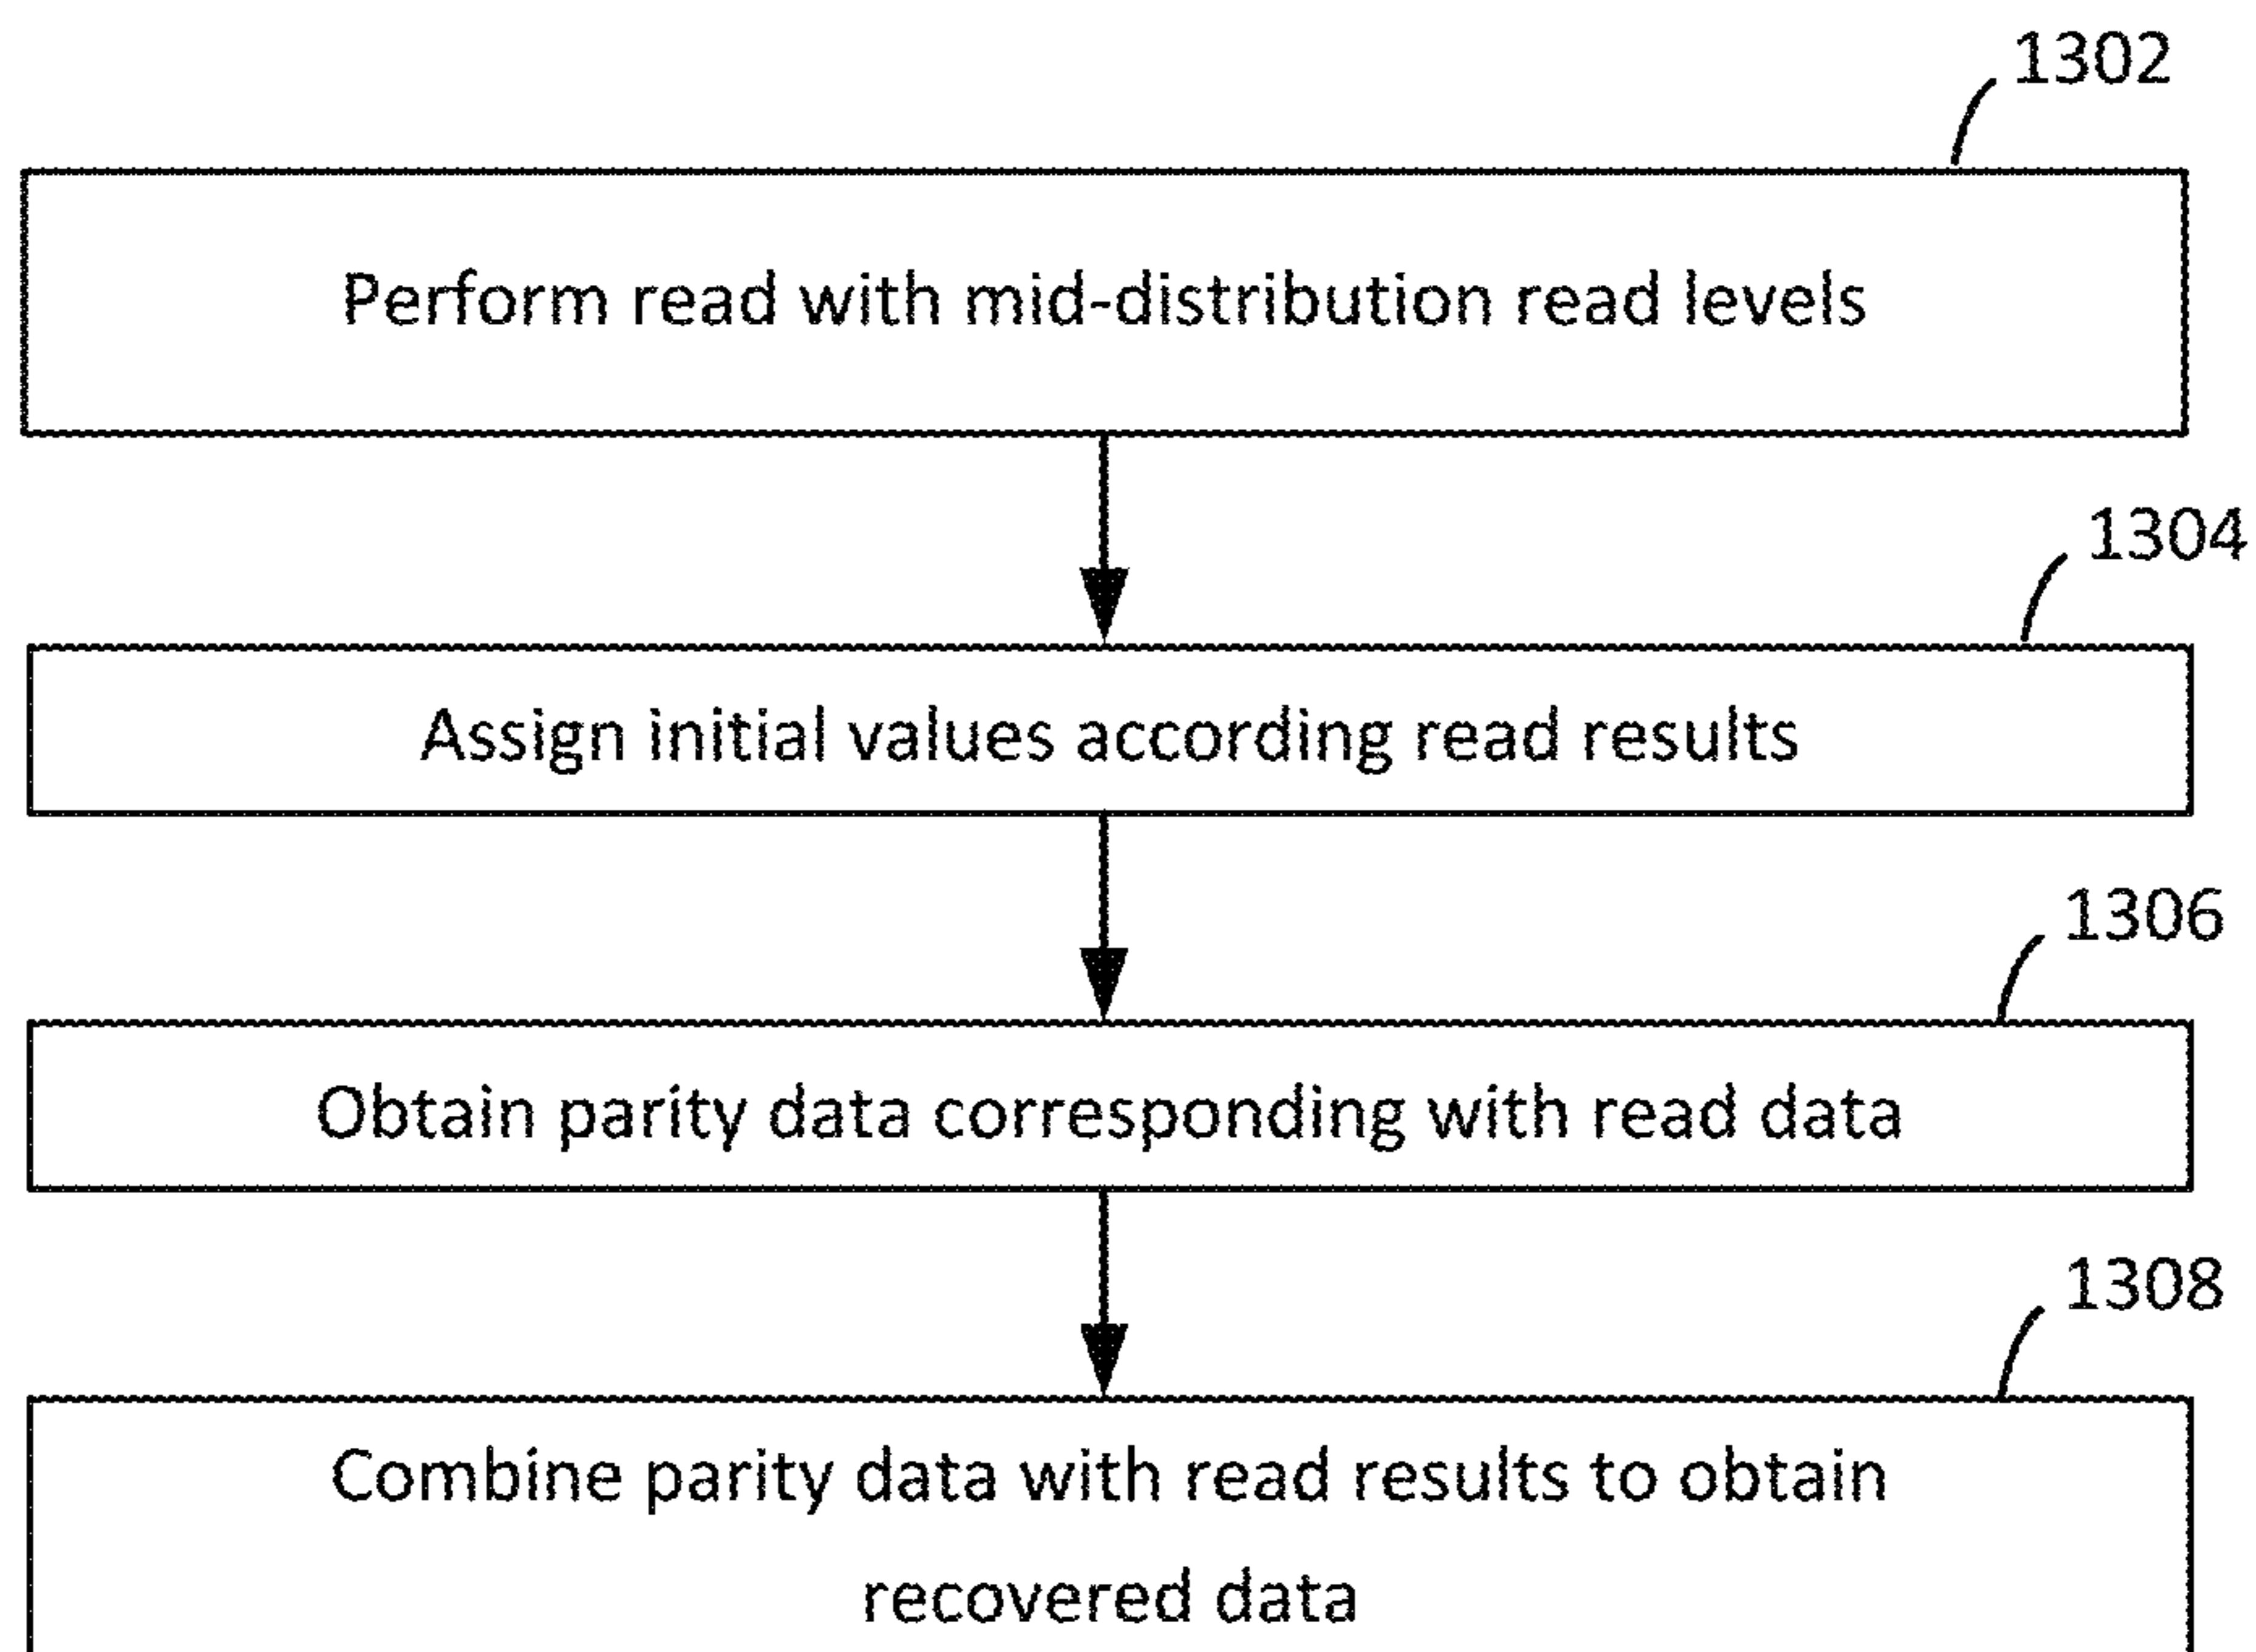 1302
Perform read with mid-distribution read levels
1304
Assign initial values according read results
1306
Obtain parity data corresponding with read data
1308
Combine parity data with read results to obtain
recovered data